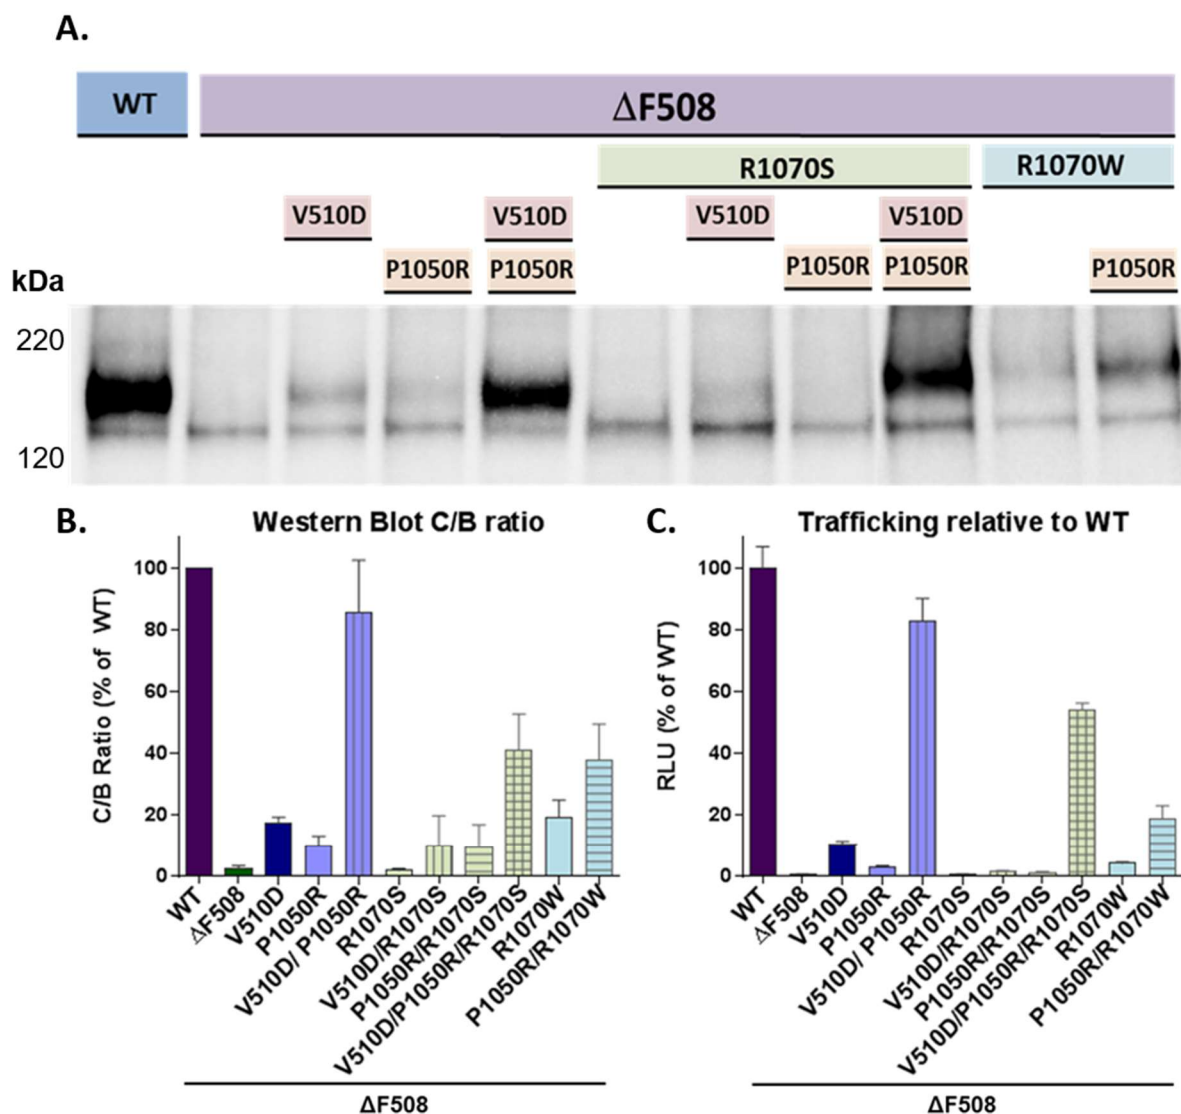 A.
WT
ΔF508
R1070S
R1070W
V510D
V510D
V510D
V510D
P1050R
P1050R
P1050R
P1050R
P1050R
kDa
220
120
B.
Western Blot C/B ratio
C/B Ratio (% of WT)
100
80
60
40
20
0
WT
ΔF508
V510D
P1050R
V510D/ P1050R
R1070S
V510D/R1070S
P1050R/R1070S
V510D/P1050R/R1070S
R1070W
P1050R/R1070W
ΔF508
C.
Trafficking relative to WT
RLU (% of WT)
100
80
60
40
20
0
WT
ΔF508
V510D
P1050R
V510D/ P1050R
R1070S
V510D/R1070S
P1050R/R1070S
V510D/P1050R/R1070S
R1070W
P1050R/R1070W
ΔF508